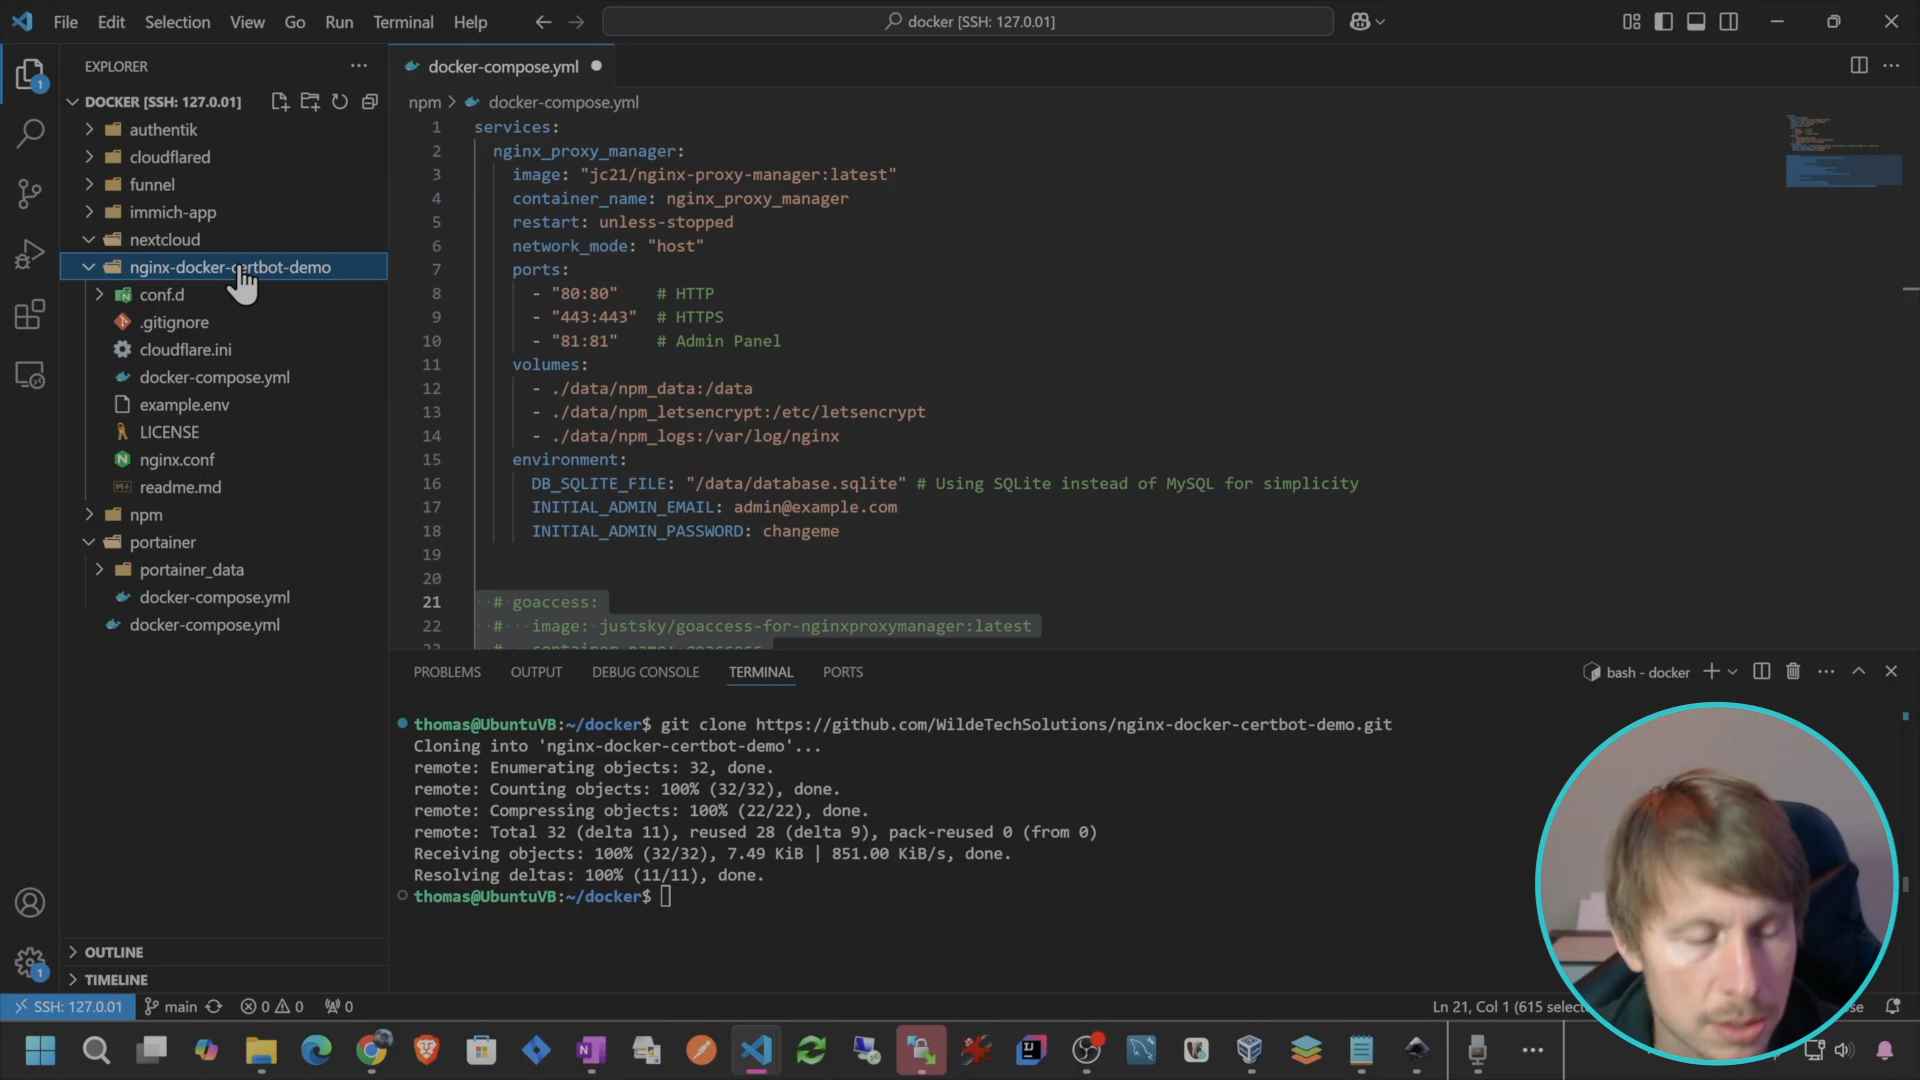 File Edit Selection View Go Run Terminal Help
docker [SSH: 127.0.01]
EXPLORER
DOCKER [SSH: 127.0.01]
authentik
cloudflared
funnel
immich-app
nextcloud
nginx-docker-certbot-demo
conf.d
.gitignore
cloudflare.ini
docker-compose.yml
example.env
LICENSE
nginx.conf
readme.md
npm
portainer
portainer_data
docker-compose.yml
docker-compose.yml
OUTLINE
TIMELINE
docker-compose.yml
npm > docker-compose.yml
1 services:
2 nginx_proxy_manager:
3 image: "jc21/nginx-proxy-manager:latest"
4 container_name: nginx_proxy_manager
5 restart: unless-stopped
6 network_mode: "host"
7 ports:
8 - "80:80" # HTTP
9 - "443:443" # HTTPS
10 - "81:81" # Admin Panel
11 volumes:
12 - ./data/npm_data:/data
13 - ./data/npm_letsencrypt:/etc/letsencrypt
14 - ./data/npm_logs:/var/log/nginx
15 environment:
16 DB_SQLITE_FILE: "/data/database.sqlite" # Using SQLite instead of MySQL for simplicity
17 INITIAL_ADMIN_EMAIL: admin@example.com
18 INITIAL_ADMIN_PASSWORD: changeme
19
20
21 # goaccess:
22 # image: justsky/goaccess-for-nginxproxymanager:latest
23 # container_name: goaccess
PROBLEMS OUTPUT DEBUG CONSOLE TERMINAL PORTS
bash - docker
thomas@UbuntuVB:~/docker$ git clone https://github.com/WildeTechSolutions/nginx-docker-certbot-demo.git
Cloning into 'nginx-docker-certbot-demo'...
remote: Enumerating objects: 32, done.
remote: Counting objects: 100% (32/32), done.
remote: Compressing objects: 100% (22/22), done.
remote: Total 32 (delta 11), reused 28 (delta 9), pack-reused 0 (from 0)
Receiving objects: 100% (32/32), 7.49 KiB | 851.00 KiB/s, done.
Resolving deltas: 100% (11/11), done.
thomas@UbuntuVB:~/docker$
SSH: 127.0.01 main 0 0 0
Ln 21, Col 1 (615